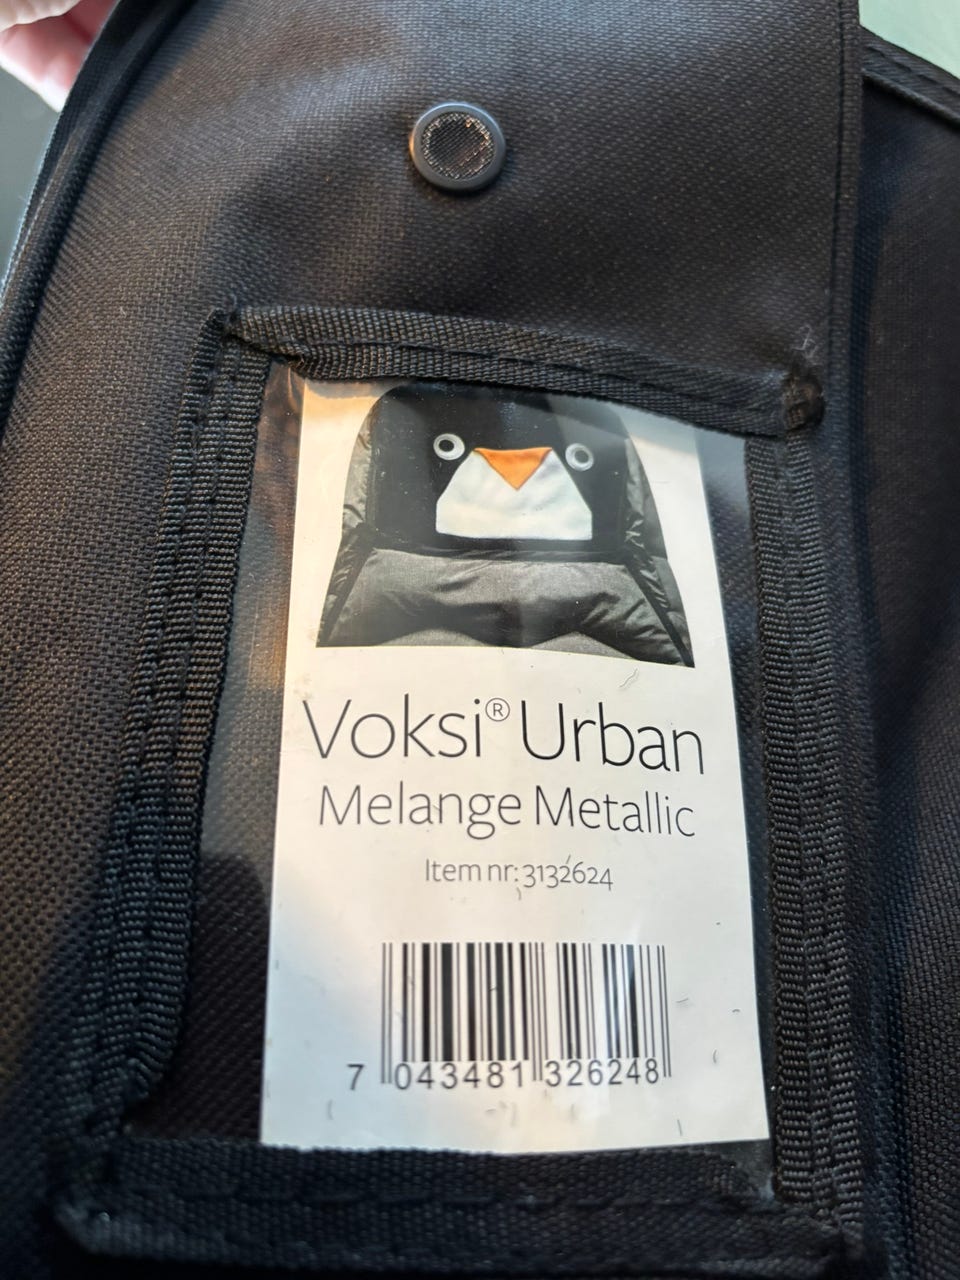 Voksi® Urban
Melange Metallic
Item nr: 3132624
7 043481 326248